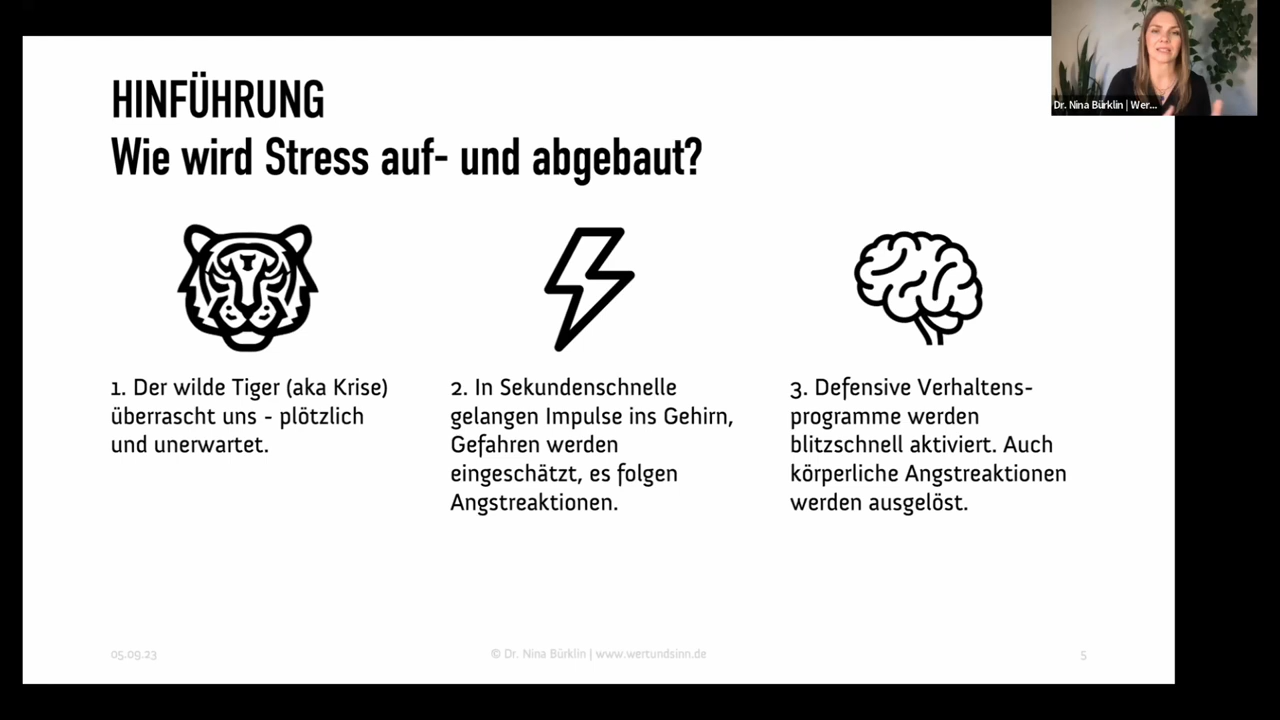 HINFÜHRUNG
Wie wird Stress auf- und abgebaut?
1. Der wilde Tiger (aka Krise)
überrascht uns - plötzlich
und unerwartet.
2. In Sekundenschnelle
gelangen Impulse ins Gehirn,
Gefahren werden
eingeschätzt, es folgen
Angstreaktionen.
3. Defensive Verhaltens-
programme werden
blitzschnell aktiviert. Auch
körperliche Angstreaktionen
werden ausgelöst.
05.09.23
© Dr. Nina Bürklin | www.wertundsinn.de
5
Dr. Nina Bürklin | Wer...